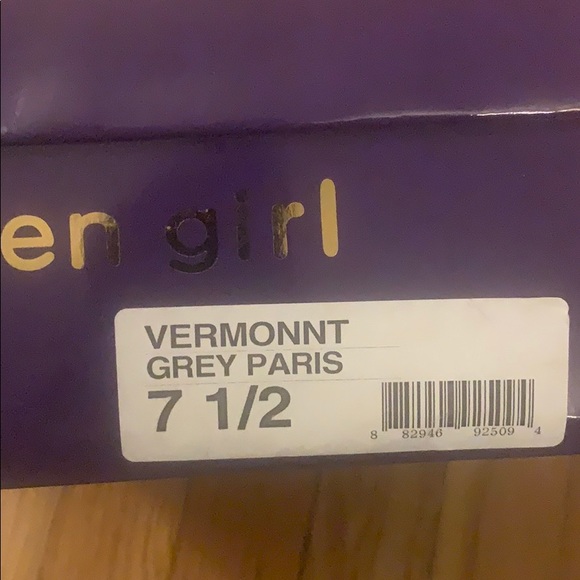 en girl
VERMONNT
GREY PARIS
7 1/2
8 82946 92509 4